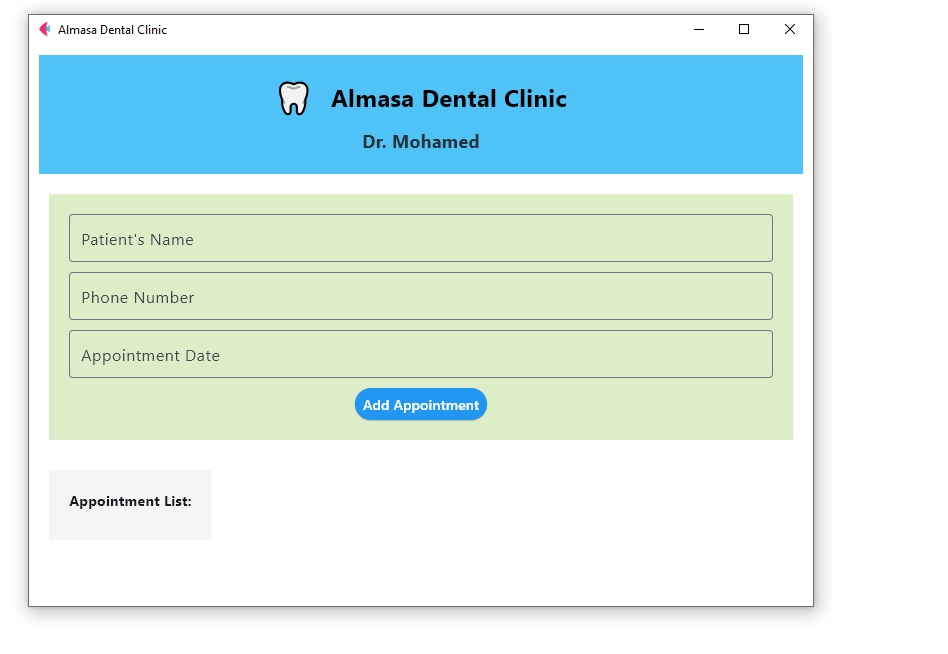 Almasa Dental Clinic
Almasa Dental Clinic
Dr. Mohamed
Patient's Name
Phone Number
Appointment Date
Add Appointment
Appointment List: